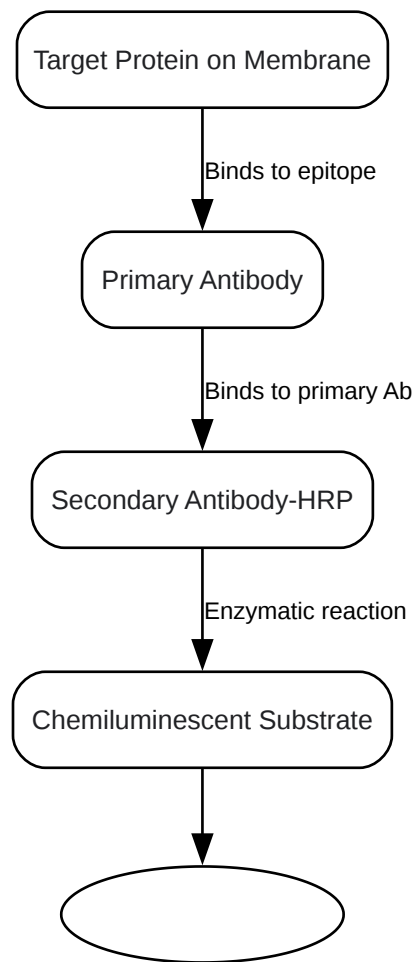 Target Protein on Membrane
Binds to epitope
Primary Antibody
Binds to primary Ab
Secondary Antibody-HRP
Enzymatic reaction
Chemiluminescent Substrate